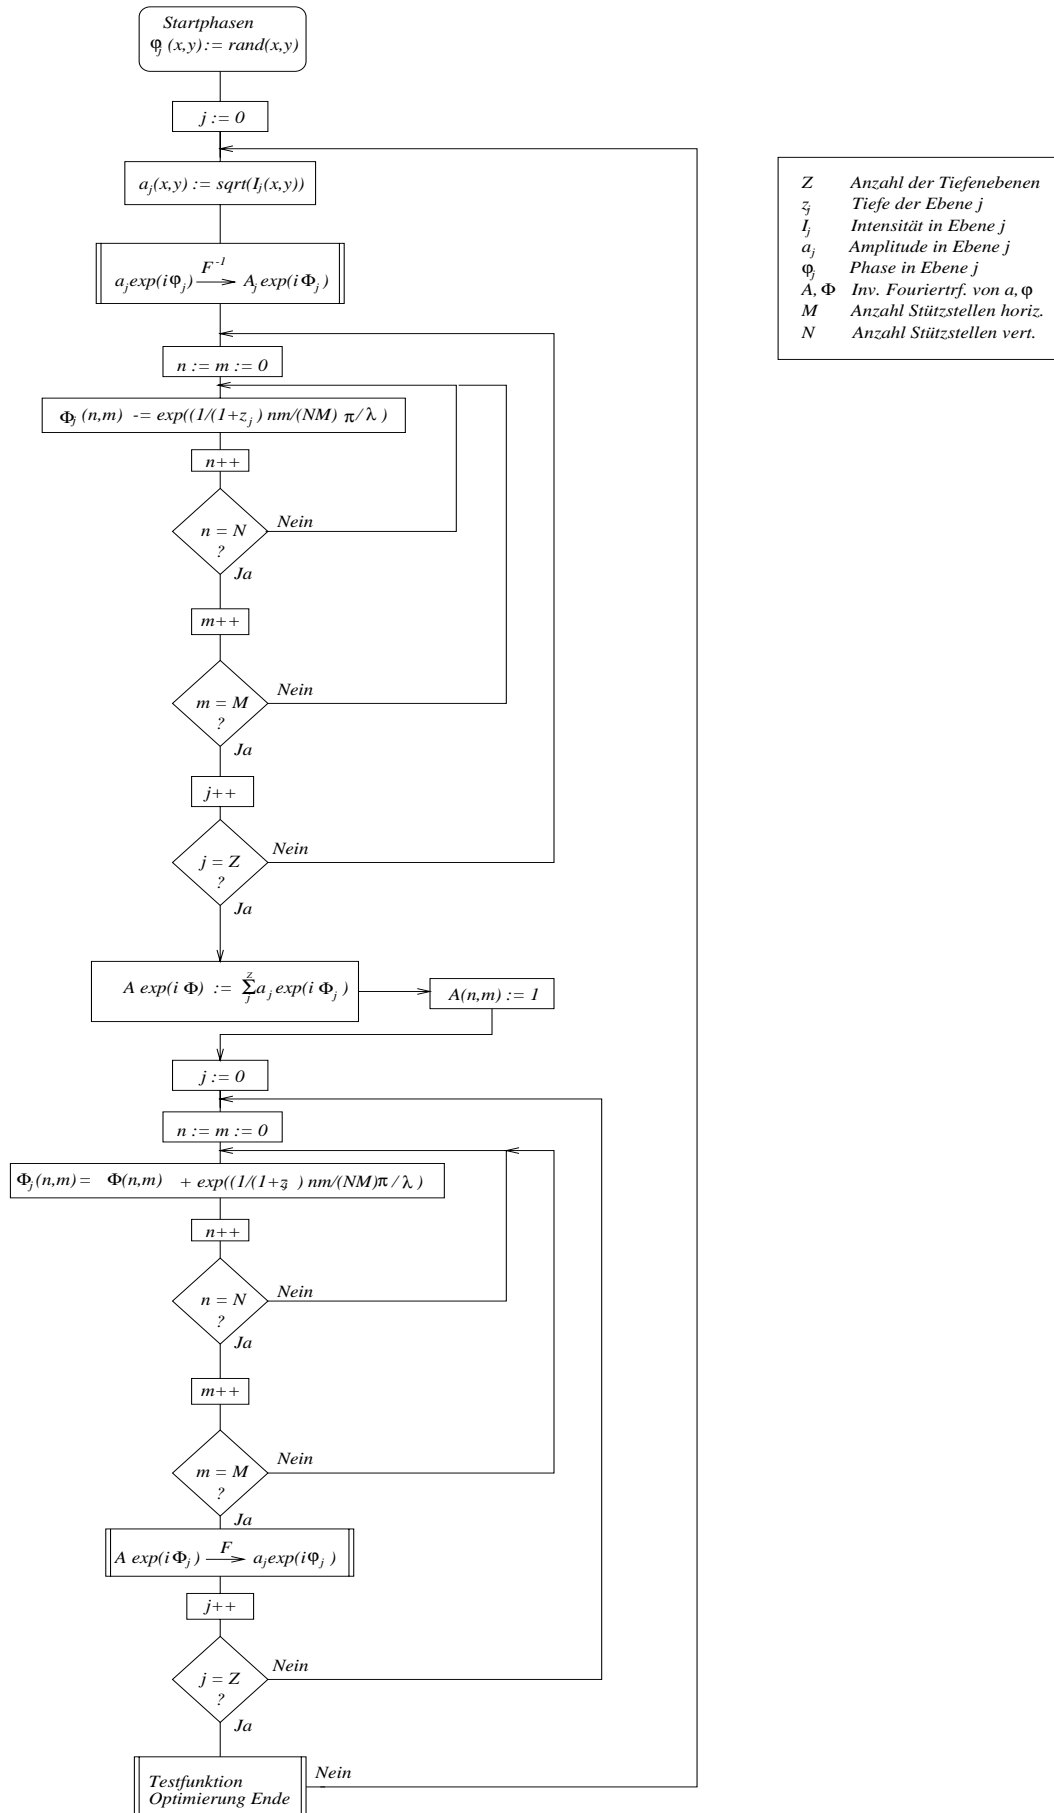 Startphasen
φj (x,y) := rand(x,y)
j := 0
aj(x,y) := sqrt(Ij(x,y))
aj exp(i φj) F-1 → Aj exp(i Φj )
n := m := 0
Φj (n,m) -= exp((1/(1+zj ) nm/(NM) π/λ )
n++
n = N
?
Nein
Ja
m++
m = M
?
Nein
Ja
j++
j = Z
?
Nein
Ja
A exp(i Φ) := Σ j Z aj exp(i Φj )
A(n,m) := 1
j := 0
n := m := 0
Φj (n,m) = Φ(n,m) + exp((1/(1+zj ) nm/(NM)π/λ )
n++
n = N
?
Nein
Ja
m++
m = M
?
Nein
Ja
A exp(i Φj ) F → aj exp(i φj )
j++
j = Z
?
Nein
Ja
Testfunktion
Optimierung Ende
Nein
Z Anzahl der Tiefenebenen
zj Tiefe der Ebene j
Ij Intensität in Ebene j
aj Amplitude in Ebene j
φj Phase in Ebene j
A, Φ Inv. Fouriertrf. von a, φ
M Anzahl Stützstellen horiz.
N Anzahl Stützstellen vert.